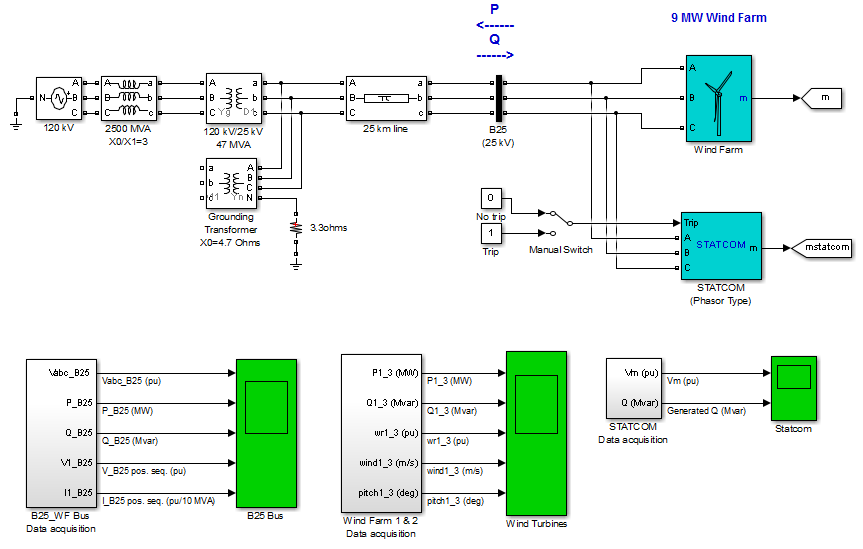 P
<------
Q
------>
9 MW Wind Farm
N
A
B
C
120 kV
A
B
C
a
b
c
2500 MVA
X0/X1=3
A
B
C
a
b
c
Yg
D1
120 kV/25 kV
47 MVA
A
B
C
a
b
c
25 km line
B25
(25 kV)
A
B
C
m
Wind Farm
m
a
b
c
A
B
C
N
D1
Yn
Grounding
Transformer
X0=4.7 Ohms
3.3ohms
0
No trip
1
Trip
Manual Switch
Trip
A
B
C
STATCOM
m
STATCOM
(Phasor Type)
mstatcom
Vabc_B25
P_B25
Q_B25
V1_B25
I1_B25
Vabc_B25 (pu)
P_B25 (MW)
Q_B25 (Mvar)
V_B25 pos. seq. (pu)
I_B25 pos. seq. (pu/10 MVA)
B25_WF Bus
Data acquisition
B25 Bus
P1_3 (MW)
Q1_3 (Mvar)
wr1_3 (pu)
wind1_3 (m/s)
pitch1_3 (deg)
P1_3 (MW)
Q1_3 (Mvar)
wr1_3 (pu)
wind1_3 (m/s)
pitch1_3 (deg)
Wind Farm 1 & 2
Data acquisition
Wind Turbines
Vm (pu)
Q (Mvar)
Vm (pu)
Generated Q (Mvar)
STATCOM
Data acquisition
Statcom